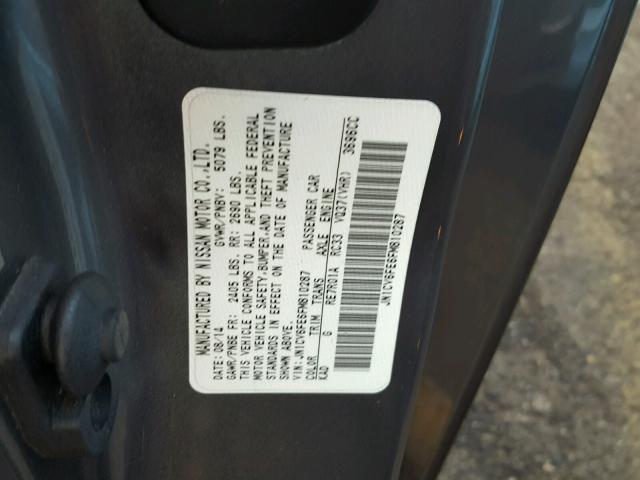 MANUFACTURED BY NISSAN MOTOR CO.,LTD.
DATE: 08/14 GVWR/PNBV: 5079 LBS.
GAWR/PNBE FR: 2405 LBS. RR: 2690 LBS.
THIS VEHICLE CONFORMS TO ALL APPLICABLE FEDERAL
MOTOR VEHICLE SAFETY,BUMPER,AND THEFT PREVENTION
STANDARDS IN EFFECT ON THE DATE OF MANUFACTURE
SHOWN ABOVE.
VIN: JN1CV6FE6FM810287 PASSENGER CAR
COLOR TRIM TRANS AXLE ENGINE
KAD G RE7R01A RC33 VQ37(VHR) 3696CC
JN1CV6FE6FM810287